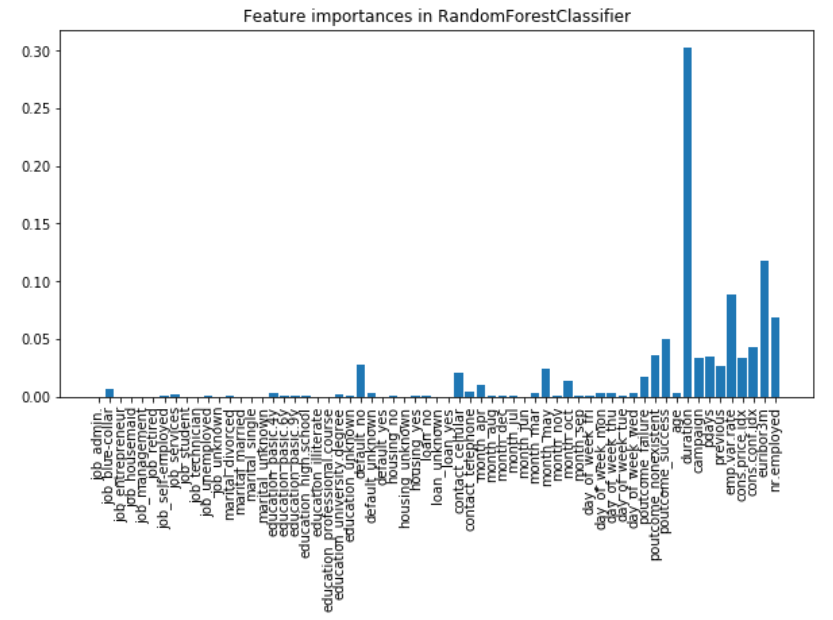 Feature importances in RandomForestClassifier
0.30
0.25
0.20
0.15
0.10
0.05
0.00
job_admin.
job_blue-collar
job_entrepreneur
job_housemaid
job_management
job_retired
job_self-employed
job_services
job_student
job_technician
job_unemployed
job_unknown
marital_divorced
marital_married
marital_single
marital_unknown
education_basic.4y
education_basic.6y
education_basic.9y
education_high.school
education_illiterate
education_professional.course
education_university.degree
education_unknown
default_no
default_unknown
default_yes
housing_no
housing_unknown
housing_yes
loan_no
loan_unknown
loan_yes
contact_cellular
contact_telephone
month_apr
month_aug
month_dec
month_jul
month_jun
month_mar
month_may
month_nov
month_oct
month_sep
day_of_week_fri
day_of_week_mon
day_of_week_thu
day_of_week_tue
day_of_week_wed
poutcome_failure
poutcome_nonexistent
poutcome_success
age
duration
campaign
pdays
previous
emp.var.rate
cons.price.idx
cons.conf.idx
euribor3m
nr.employed